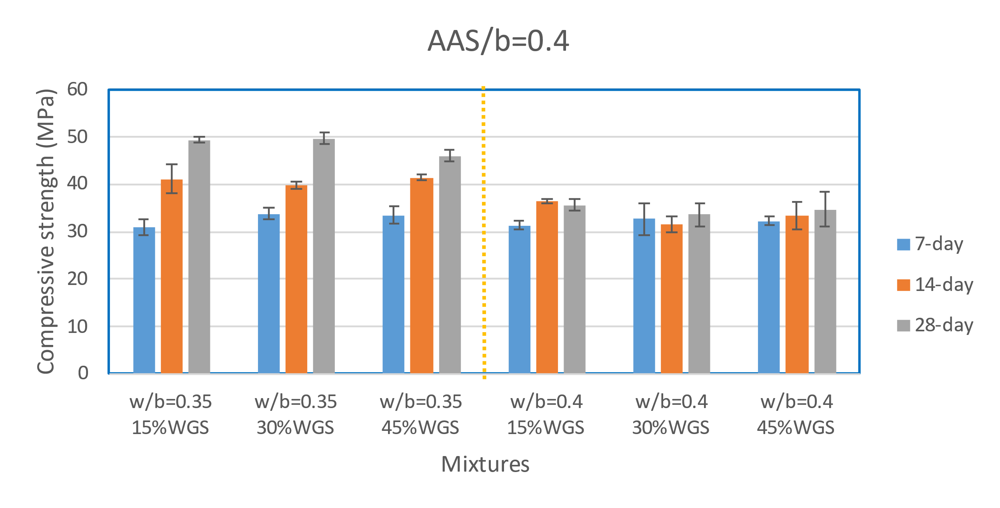 AAS/b=0.4
Compressive strength (MPa)
60
50
40
30
20
10
0
w/b=0.35
15%WGS
w/b=0.35
30%WGS
w/b=0.35
45%WGS
w/b=0.4
15%WGS
w/b=0.4
30%WGS
w/b=0.4
45%WGS
Mixtures
7-day
14-day
28-day